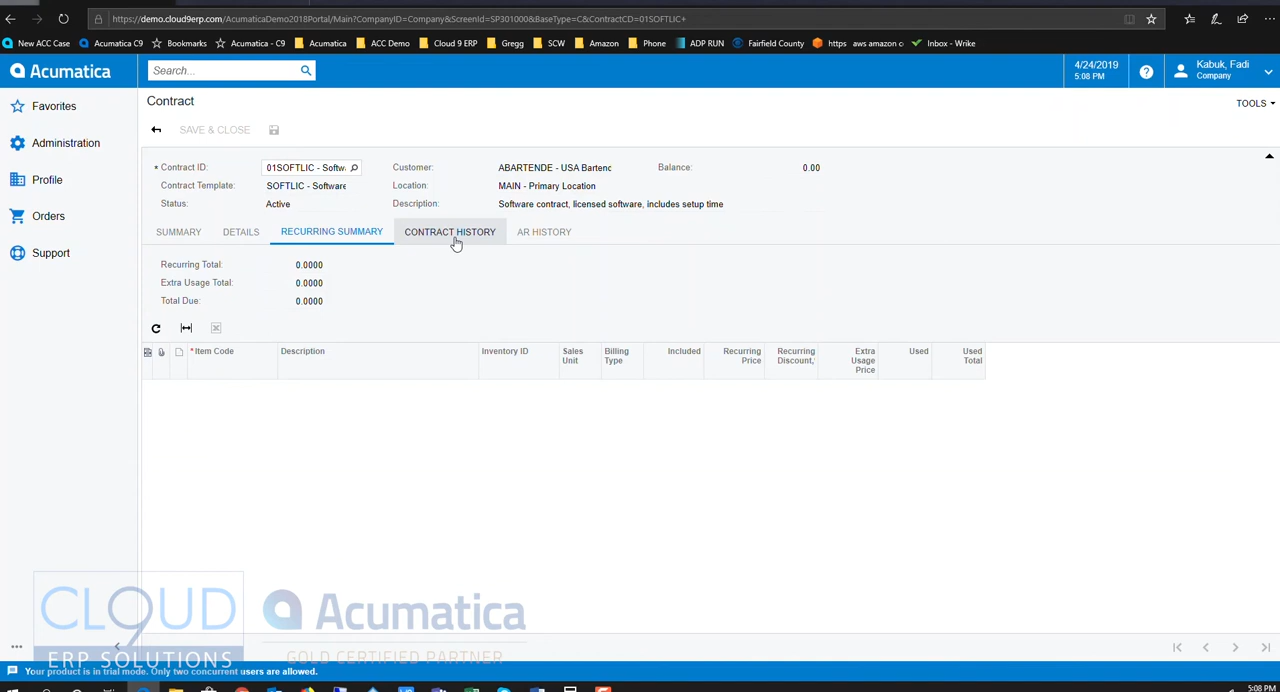 https://demo.cloud9erp.com/AcumaticaDemo2018Portal/Main?CompanyID=Company&ScreenId=SP301000&BaseType=C&ContractCD=01SOFTLIC+
New ACC Case Acumatica C9 Bookmarks Acumatica - C9 Acumatica ACC Demo Cloud 9 ERP Gregg SCW Amazon Phone ADP RUN Fairfield County https aws amazon c Inbox - Wrike
Acumatica Search... 4/24/2019 5:08 PM ? Kabuk, Fadi Company
Favorites
Administration
Profile
Orders
Support
Contract
TOOLS
SAVE & CLOSE
* Contract ID: 01SOFTLIC - Softw Customer: ABARTENDE - USA Bartenc Balance: 0.00
Contract Template: SOFTLIC - Software Location: MAIN - Primary Location
Status: Active Description: Software contract, licensed software, includes setup time
SUMMARY DETAILS RECURRING SUMMARY CONTRACT HISTORY AR HISTORY
Recurring Total: 0.0000
Extra Usage Total: 0.0000
Total Due: 0.0000
*Item Code Description Inventory ID Sales Unit Billing Type Included Recurring Price Recurring Discount, Extra Usage Price Used Used Total
CLOUD 9 ERP SOLUTIONS
Acumatica
GOLD CERTIFIED PARTNER
Your product is in trial mode. Only two concurrent users are allowed.
5:08 PM